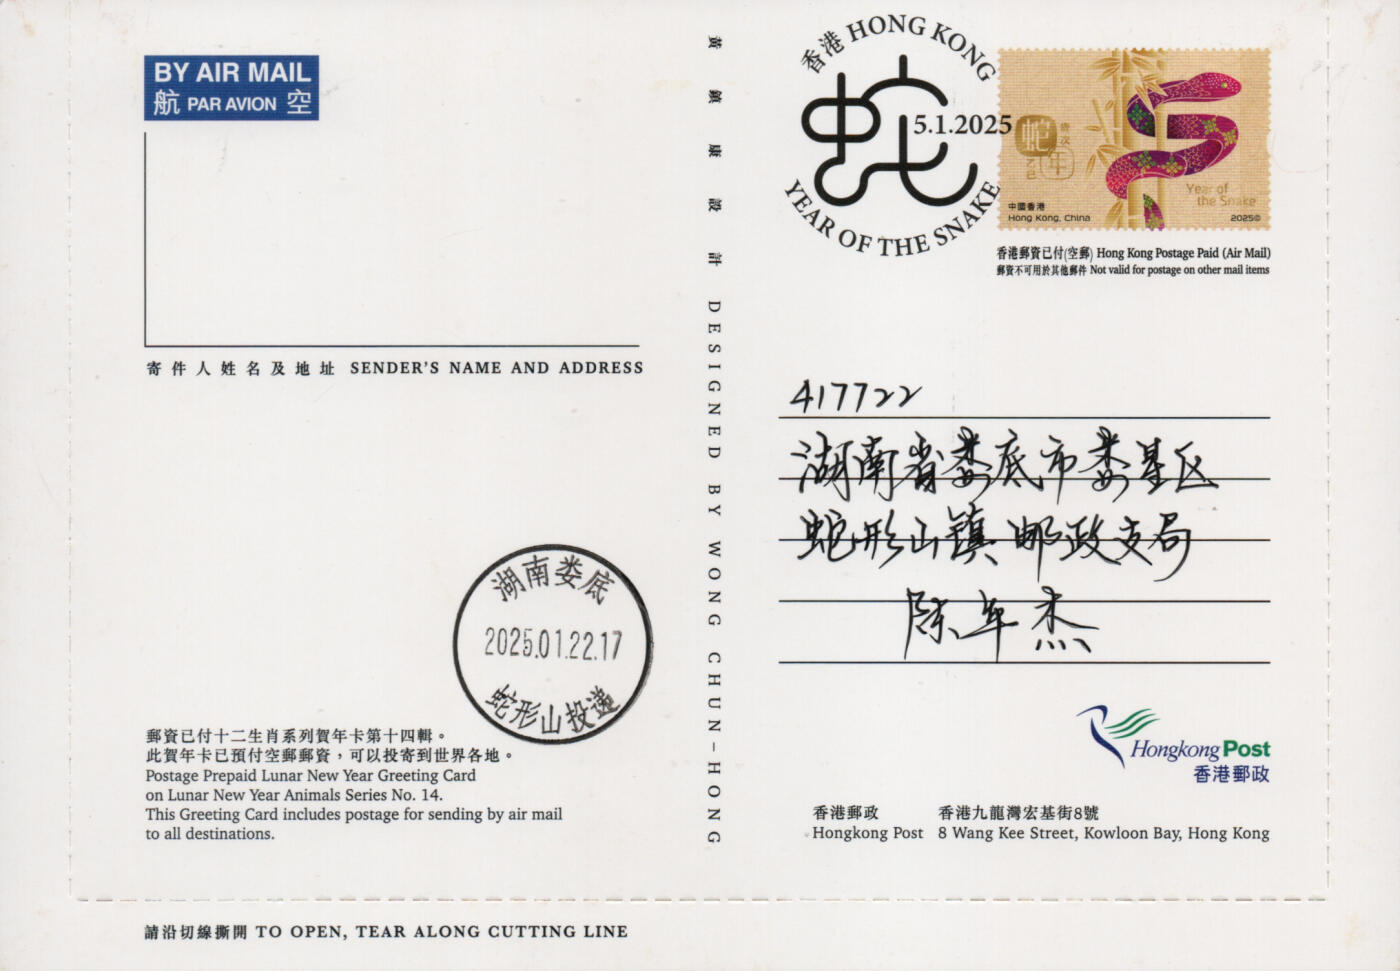 BY AIR MAIL
航 PAR AVION 空
寄件人姓名及地址 SENDER'S NAME AND ADDRESS
湖南娄底
2025.01.22.17
蛇形山投递
郵資已付十二生肖系列賀年卡第十四輯。
此賀年卡已預付空郵郵資，可以投寄到世界各地。
Postage Prepaid Lunar New Year Greeting Card
on Lunar New Year Animals Series No. 14.
This Greeting Card includes postage for sending by air mail
to all destinations.
請沿切線撕開 TO OPEN, TEAR ALONG CUTTING LINE
黃鎮康設計 DESIGNED BY WONG CHUN-HONG
香港 HONG KONG
蛇
5.1.2025
YEAR OF THE SNAKE
蛇
歲次
乙巳
年
Year of
the Snake
中國香港
Hong Kong, China
2025©
香港郵資已付(空郵) Hong Kong Postage Paid (Air Mail)
郵資不可用於其他郵件 Not valid for postage on other mail items
417722
湖南省娄底市娄星区
蛇形山镇邮政支局
陈年杰
Hongkong Post
香港郵政
香港郵政 香港九龍灣宏基街8號
Hongkong Post 8 Wang Kee Street, Kowloon Bay, Hong Kong